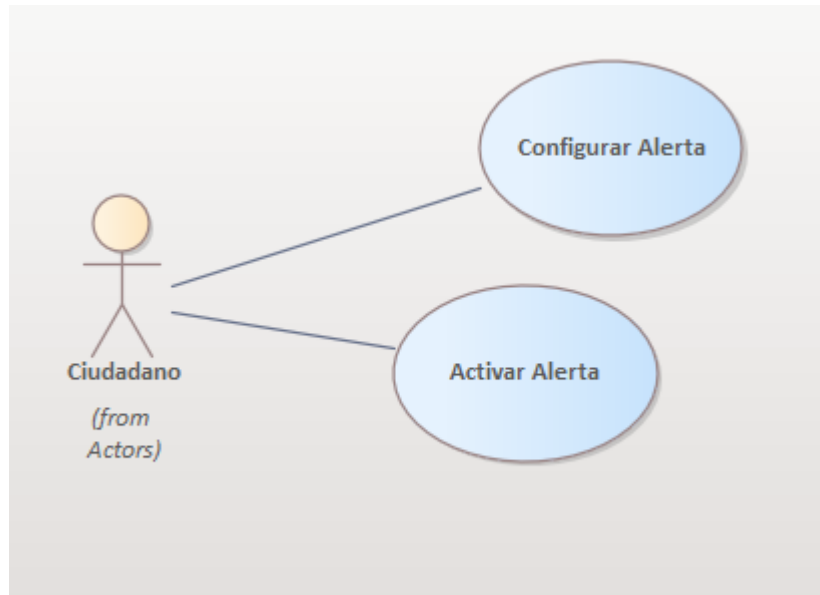 Configurar Alerta
Activar Alerta
Ciudadano
(from
Actors)